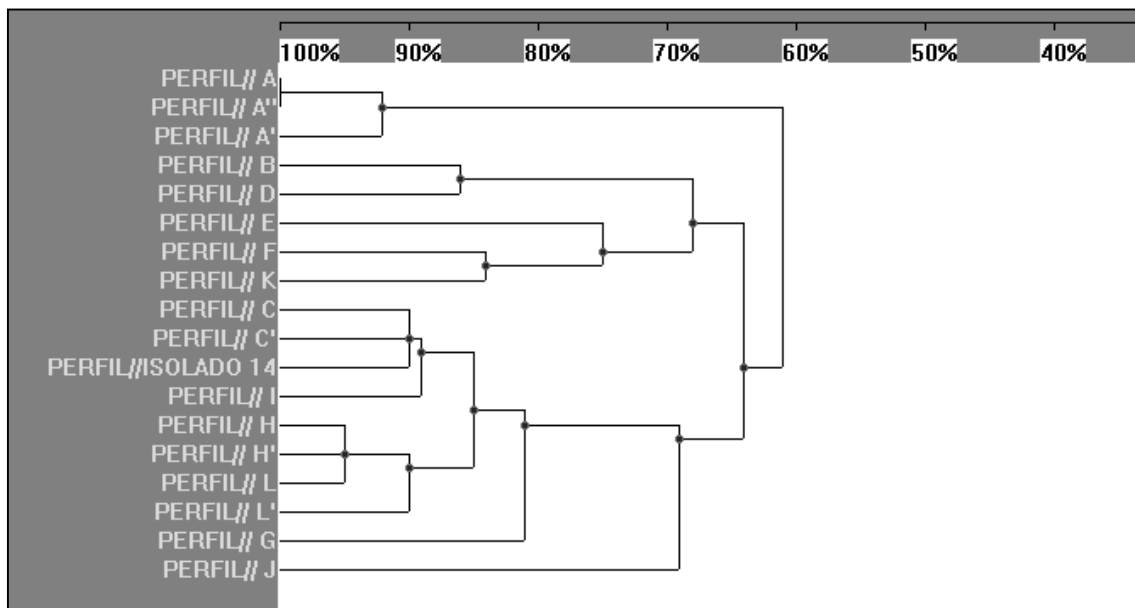 100% 90% 80% 70% 60% 50% 40%
PERFIL// A
PERFIL// A"
PERFIL// A'
PERFIL// B
PERFIL// D
PERFIL// E
PERFIL// F
PERFIL// K
PERFIL// C
PERFIL// C'
PERFIL//ISOLADO 14
PERFIL// I
PERFIL// H
PERFIL// H'
PERFIL// L
PERFIL// L'
PERFIL// G
PERFIL// J